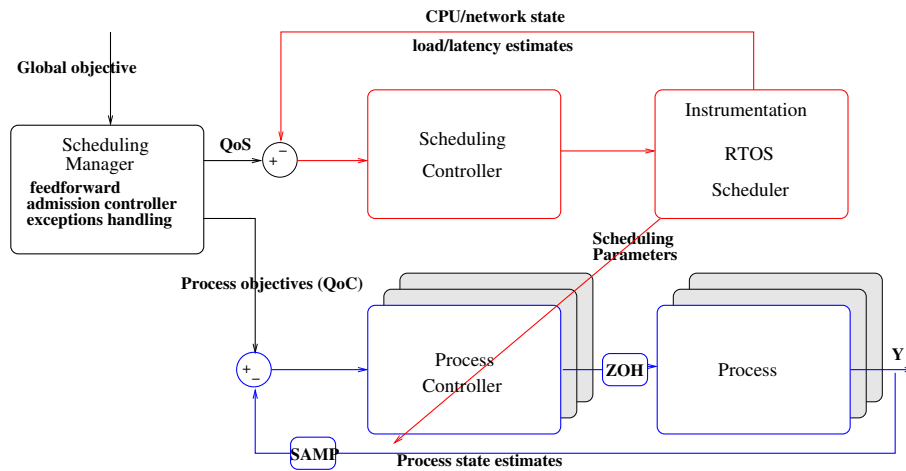 CPU/network state
load/latency estimates
Global objective
Scheduling
Manager
feedforward
admission controller
exceptions handling
QoS
+
−
Scheduling
Controller
Instrumentation
RTOS
Scheduler
Scheduling
Parameters
Process objectives (QoC)
+
−
Process
Controller
ZOH
Process
Y
SAMP
Process state estimates